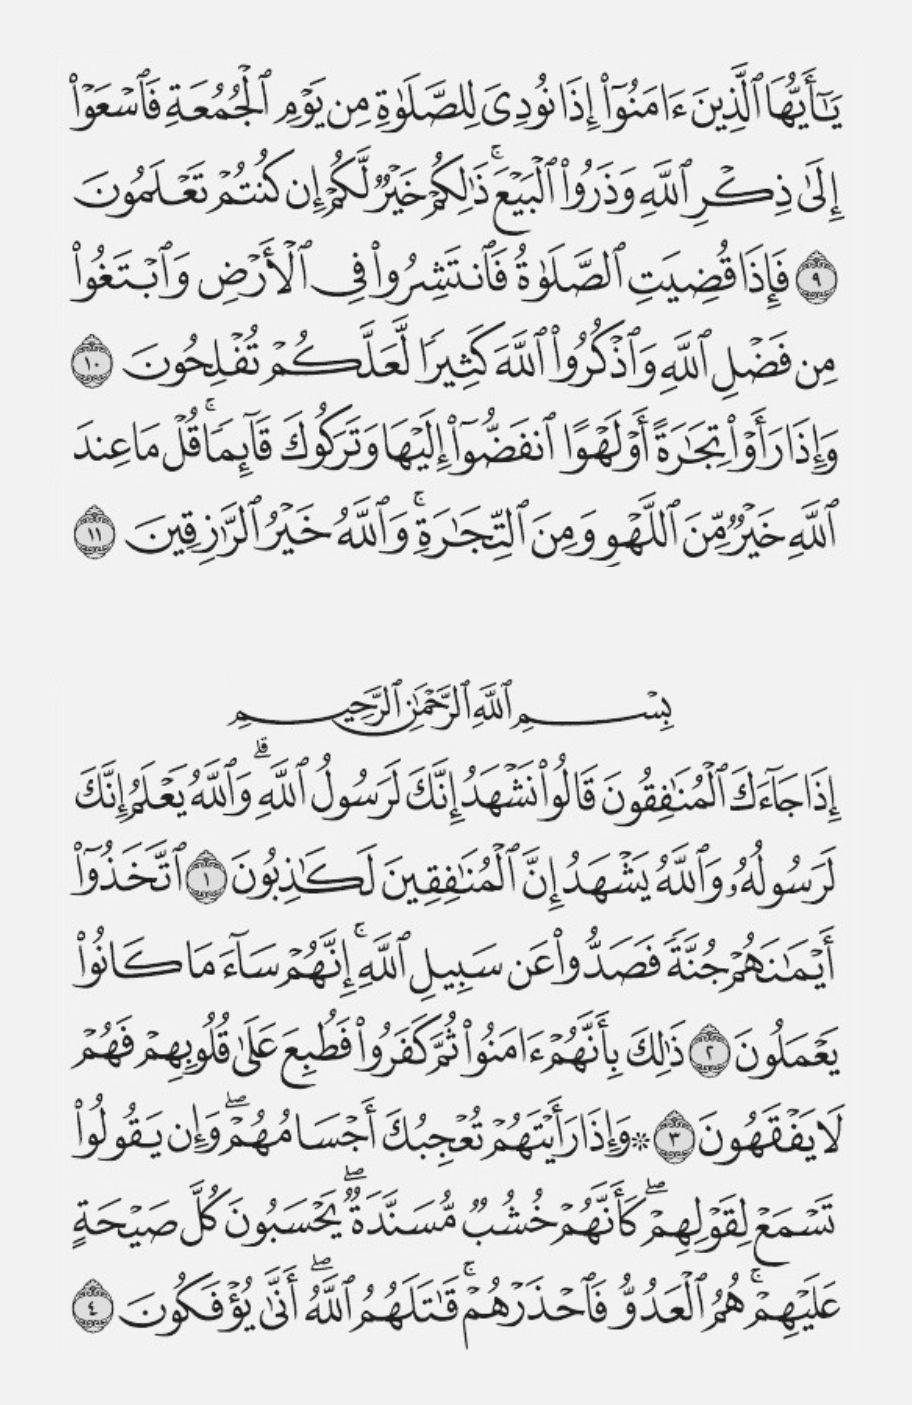 يَٰٓأَيُّهَا ٱلَّذِينَ ءَامَنُوٓا۟ إِذَا نُودِىَ لِلصَّلَوٰةِ مِن يَوْمِ ٱلْجُمُعَةِ فَٱسْعَوْا۟
إِلَىٰ ذِكْرِ ٱللَّهِ وَذَرُوا۟ ٱلْبَيْعَ ۚ ذَٰلِكُمْ خَيْرٌ لَّكُمْ إِن كُنتُمْ تَعْلَمُونَ
٩ فَإِذَا قُضِيَتِ ٱلصَّلَوٰةُ فَٱنتَشِرُوا۟ فِى ٱلْأَرْضِ وَٱبْتَغُوا۟
مِن فَضْلِ ٱللَّهِ وَٱذْكُرُوا۟ ٱللَّهَ كَثِيرًا لَّعَلَّكُمْ تُفْلِحُونَ ١٠
وَإِذَا رَأَوْا۟ تِجَٰرَةً أَوْ لَهْوًا ٱنفَضُّوٓا۟ إِلَيْهَا وَتَرَكُوكَ قَآئِمًا ۚ قُلْ مَا عِندَ
ٱللَّهِ خَيْرٌ مِّنَ ٱللَّهْوِ وَمِنَ ٱلتِّجَٰرَةِ ۚ وَٱللَّهُ خَيْرُ ٱلرَّٰزِقِينَ ١١
بِسْمِ ٱللَّهِ ٱلرَّحْمَٰنِ ٱلرَّحِيمِ
إِذَا جَآءَكَ ٱلْمُنَٰفِقُونَ قَالُوا۟ نَشْهَدُ إِنَّكَ لَرَسُولُ ٱللَّهِ ۗ وَٱللَّهُ يَعْلَمُ إِنَّكَ
لَرَسُولُهُۥ وَٱللَّهُ يَشْهَدُ إِنَّ ٱلْمُنَٰفِقِينَ لَكَٰذِبُونَ ١ ٱتَّخَذُوٓا۟
أَيْمَٰنَهُمْ جُنَّةً فَصَدُّوا۟ عَن سَبِيلِ ٱللَّهِ ۚ إِنَّهُمْ سَآءَ مَا كَانُوا۟
يَعْمَلُونَ ٢ ذَٰلِكَ بِأَنَّهُمْ ءَامَنُوا۟ ثُمَّ كَفَرُوا۟ فَطُبِعَ عَلَىٰ قُلُوبِهِمْ فَهُمْ
لَا يَفْقَهُونَ ٣ ۞ وَإِذَا رَأَيْتَهُمْ تُعْجِبُكَ أَجْسَامُهُمْ ۖ وَإِن يَقُولُوا۟
تَسْمَعْ لِقَوْلِهِمْ ۖ كَأَنَّهُمْ خُشُبٌ مُّسَنَّدَةٌ ۖ يَحْسَبُونَ كُلَّ صَيْحَةٍ
عَلَيْهِمْ ۚ هُمُ ٱلْعَدُوُّ فَٱحْذَرْهُمْ ۚ قَٰتَلَهُمُ ٱللَّهُ ۖ أَنَّىٰ يُؤْفَكُونَ ٤